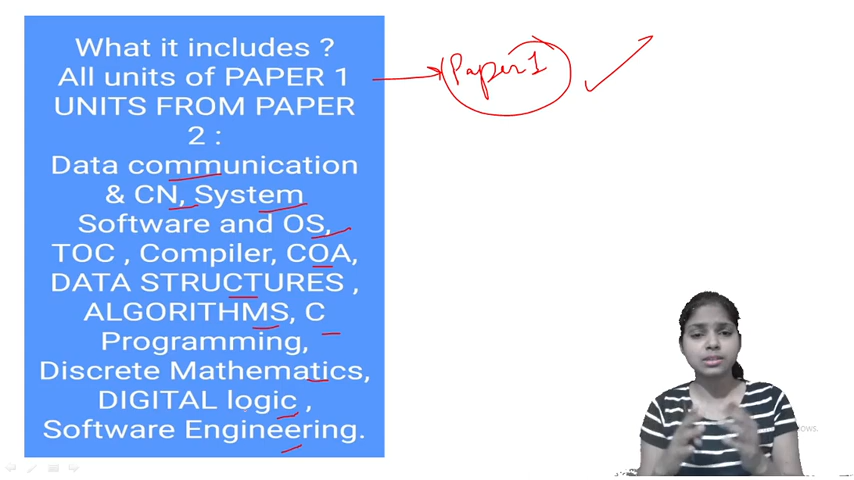 What it includes ?
All units of PAPER 1
UNITS FROM PAPER
2 :
Data communication
& CN, System
Software and OS,
TOC , Compiler, COA,
DATA STRUCTURES ,
ALGORITHMS, C
Programming,
Discrete Mathematics,
DIGITAL logic ,
Software Engineering.
Paper 1